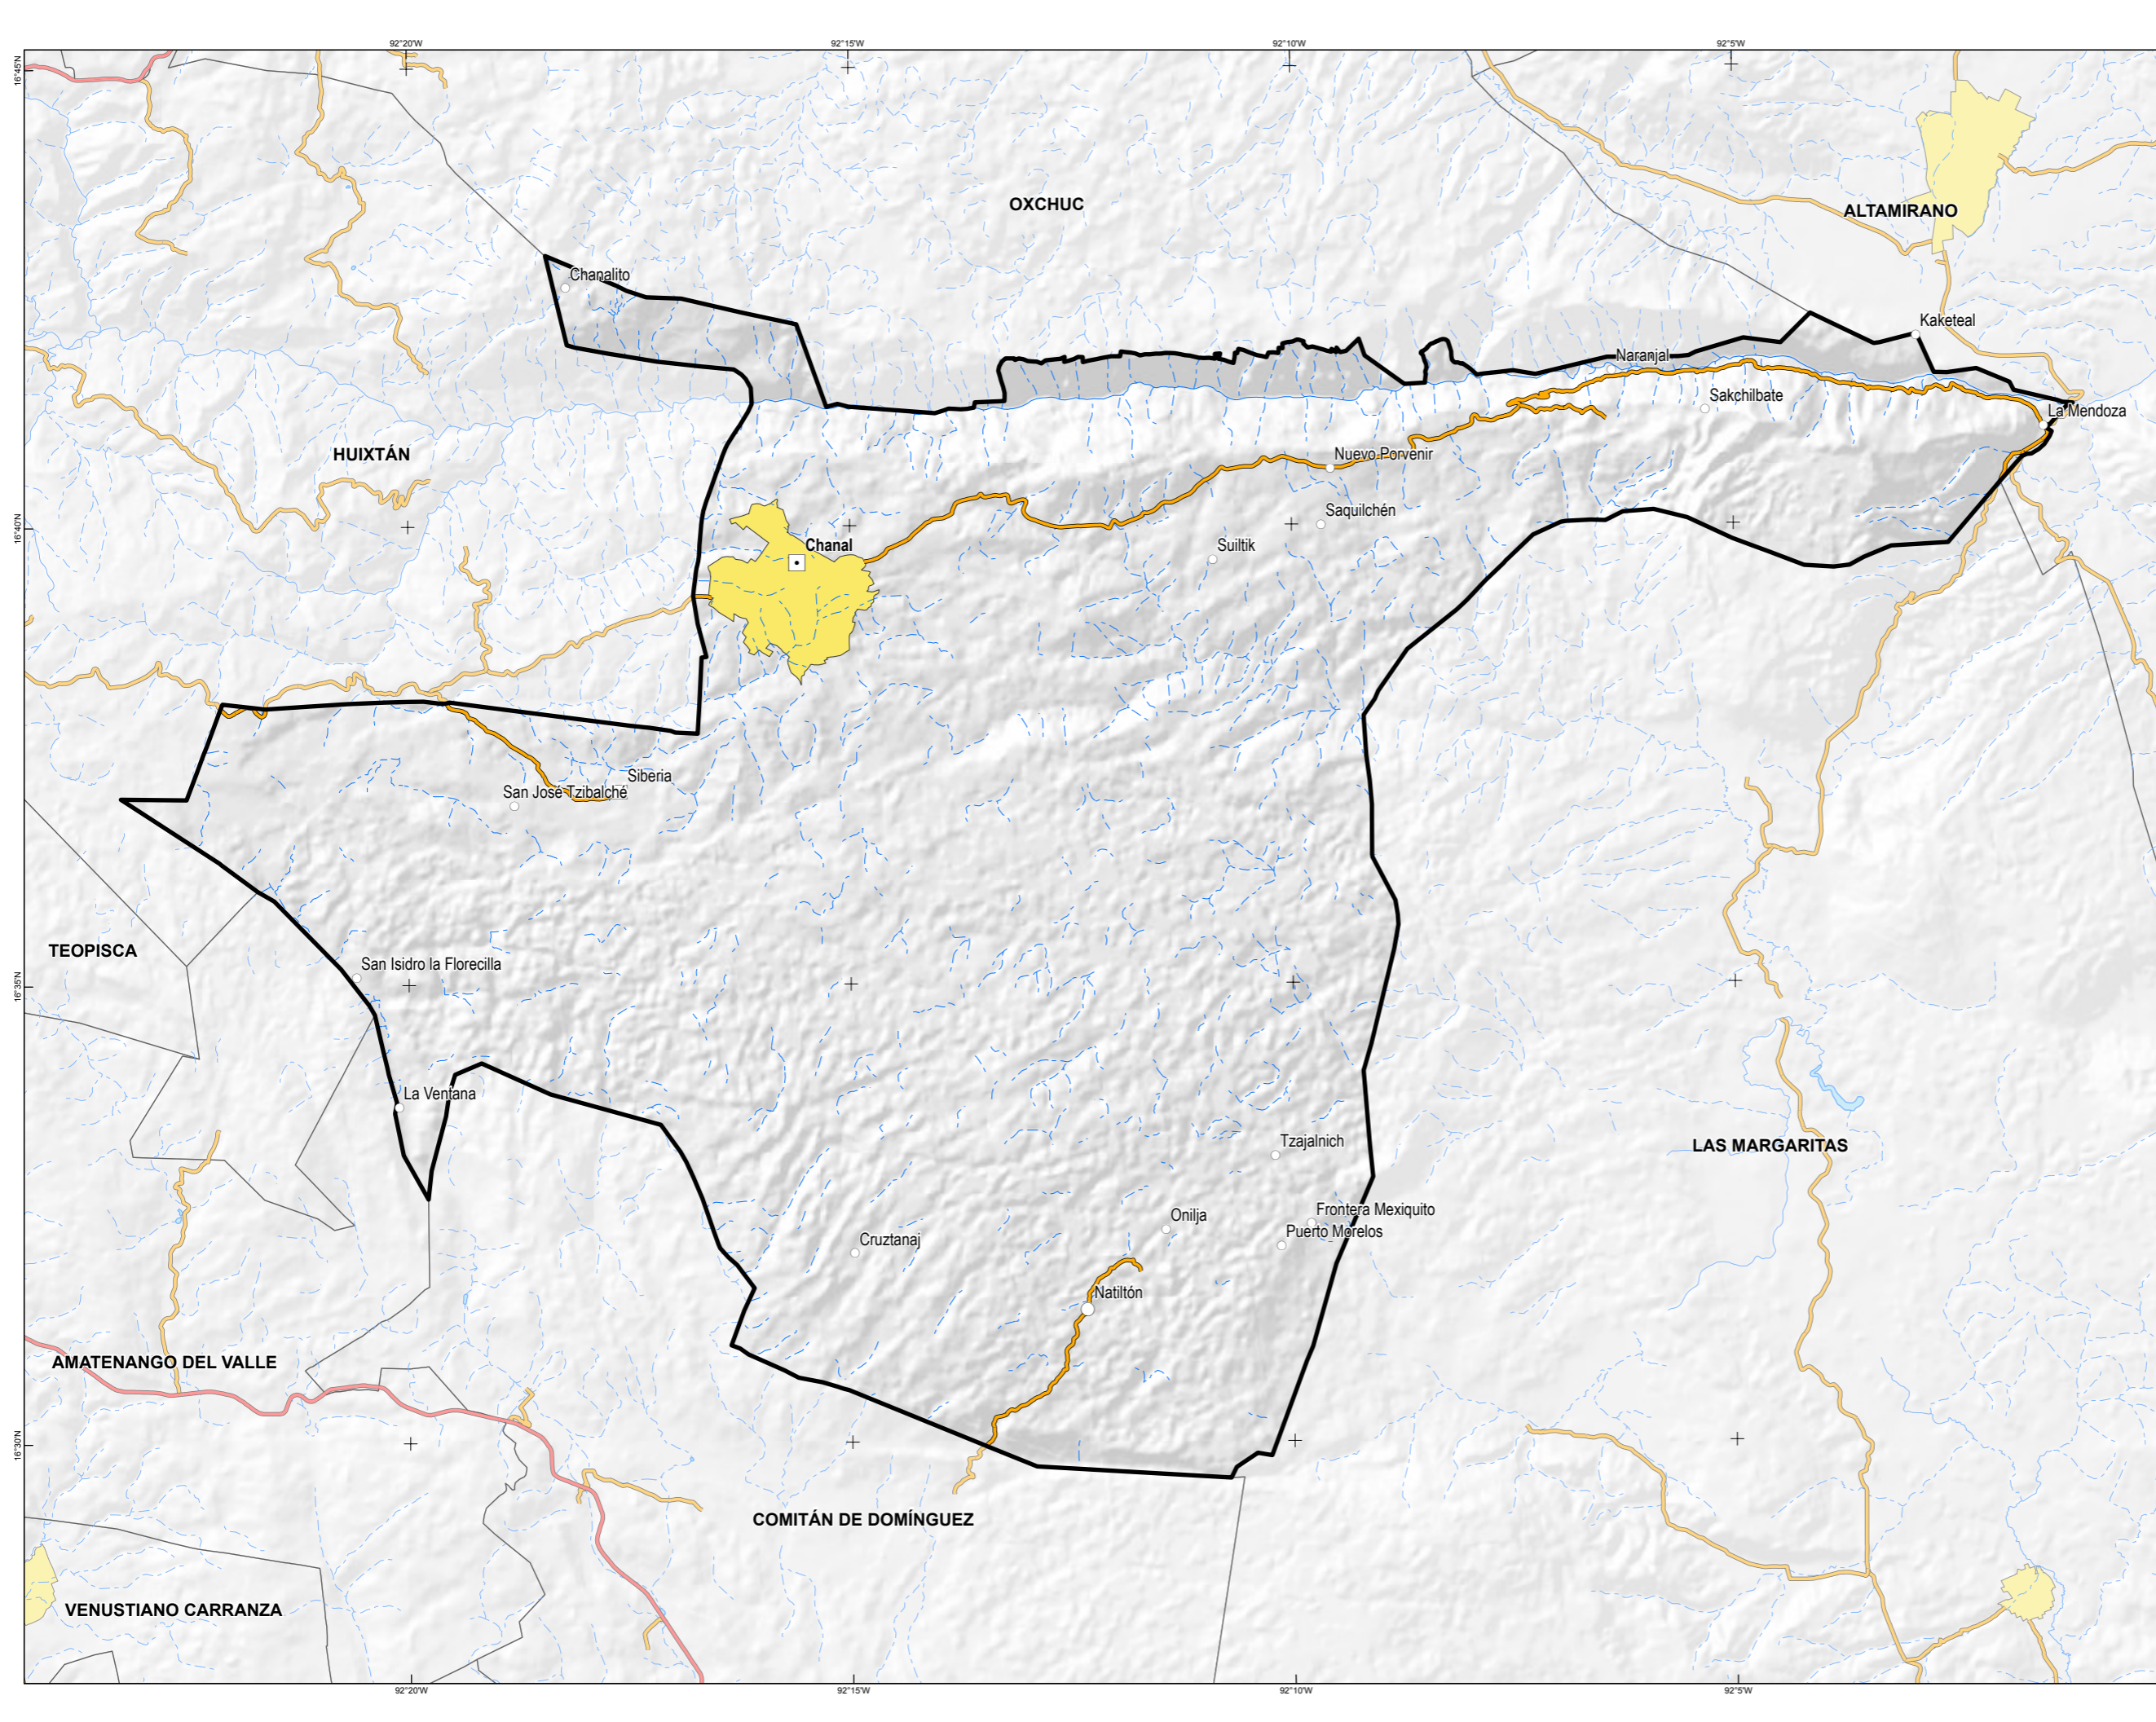 92°20'W
92°15'W
92°10'W
92°5'W
16°45'N
OXCHUC
ALTAMIRANO
Chanalito
Kaketeal
Naranjal
Sakchilbate
La Mendoza
HUIXTÁN
Nuevo Porvenir
Saquilchén
16°40'N
Chanal
Suiltik
Siberia
San José Tzibalché
TEOPISCA
San Isidro la Florecilla
16°35'N
La Ventana
Tzajalnich
LAS MARGARITAS
Frontera Mexiquito
Onilja
Puerto Morelos
Cruztanaj
Natiltón
AMATENANGO DEL VALLE
16°30'N
COMITÁN DE DOMÍNGUEZ
VENUSTIANO CARRANZA
92°20'W
92°15'W
92°10'W
92°5'W